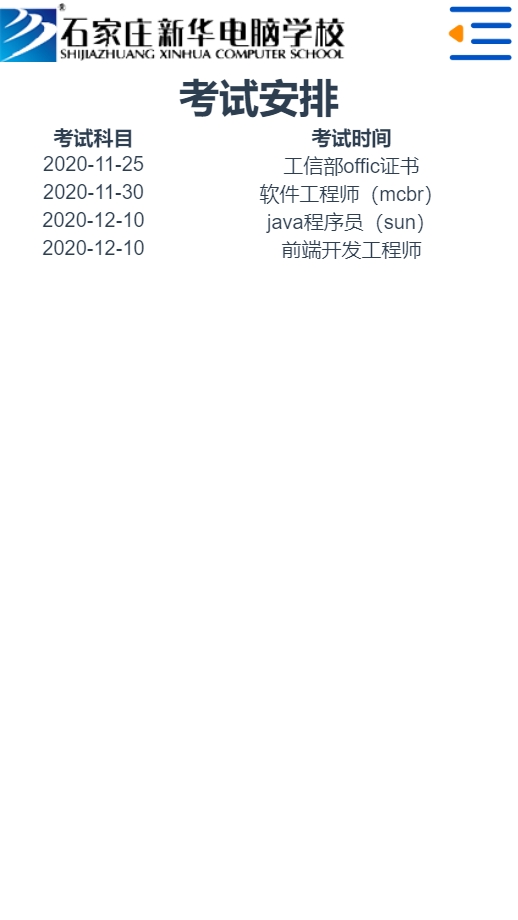 石家庄新华电脑学校®
SHIJIAZHUANG XINHUA COMPUTER SCHOOL
考试安排
考试科目 考试时间
2020-11-25 工信部offic证书
2020-11-30 软件工程师（mcbr）
2020-12-10 java程序员（sun）
2020-12-10 前端开发工程师